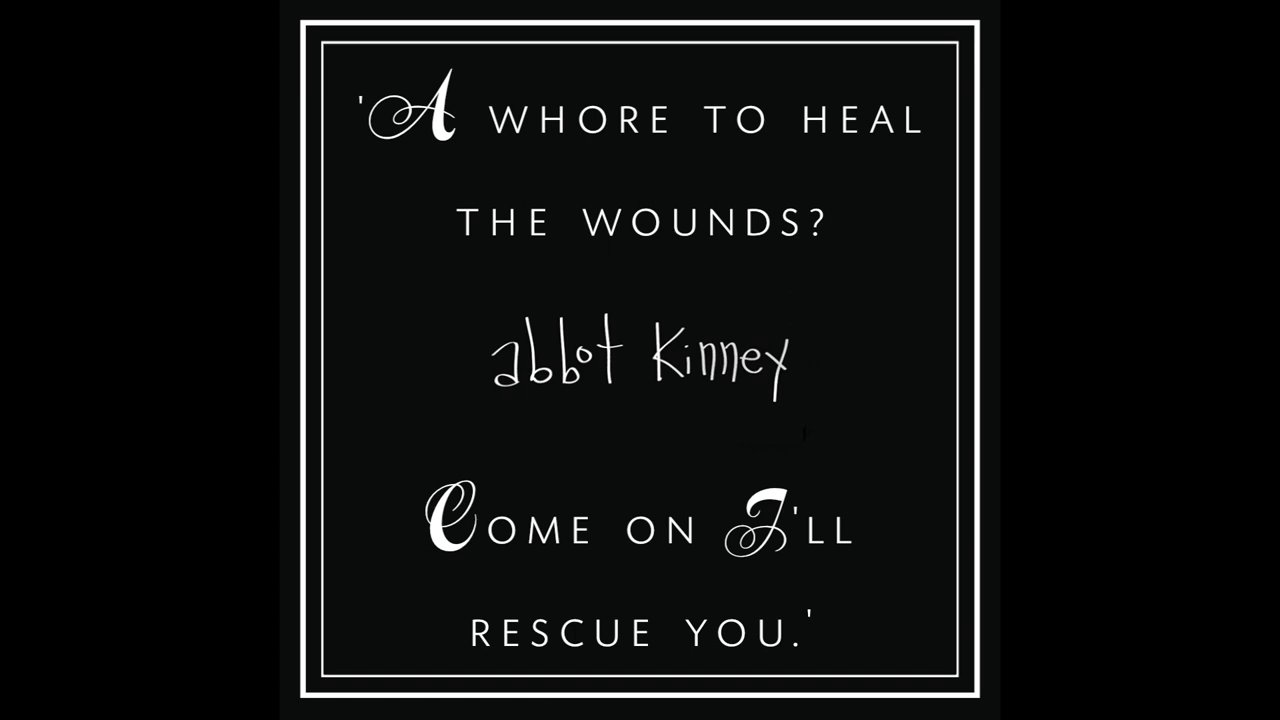 'A WHORE TO HEAL
THE WOUNDS?
abbot Kinney
COME ON I'LL
RESCUE YOU.'